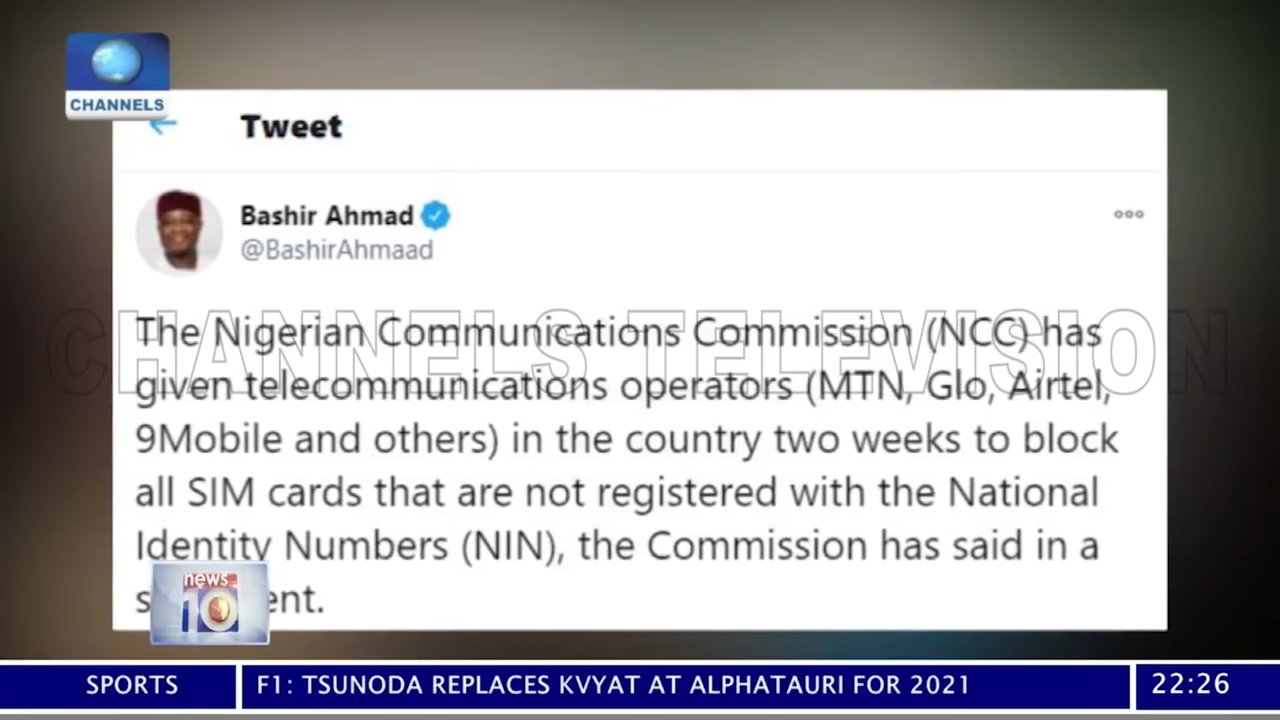 CHANNELS
Tweet
Bashir Ahmad
@BashirAhmaad
The Nigerian Communications Commission (NCC) has
given telecommunications operators (MTN, Glo, Airtel,
9Mobile and others) in the country two weeks to block
all SIM cards that are not registered with the National
Identity Numbers (NIN), the Commission has said in a
CHANNELS TELEVISION
news
10
SPORTS
F1: TSUNODA REPLACES KVYAT AT ALPHATAURI FOR 2021
22:26